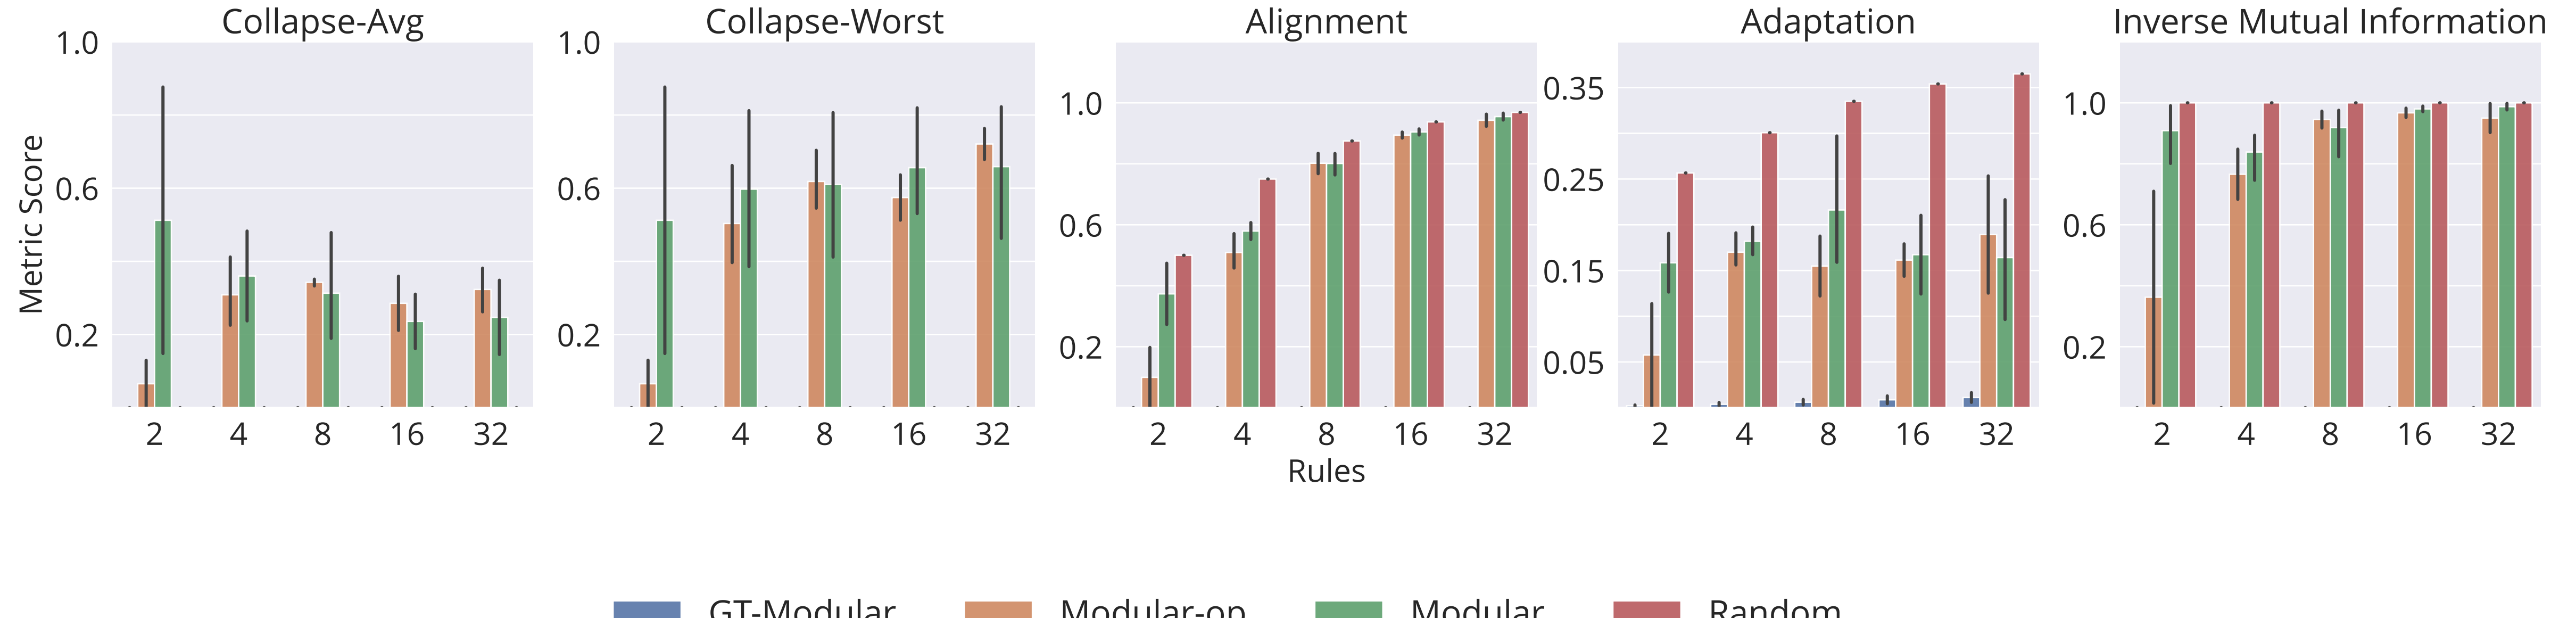 Collapse-Avg Collapse-Worst Alignment Adaptation Inverse Mutual Information
Metric Score
1.0
0.6
0.2
2 4 8 16 32
1.0
0.6
0.2
2 4 8 16 32
1.0
0.6
0.2
2 4 8 16 32
0.35
0.25
0.15
0.05
2 4 8 16 32
1.0
0.6
0.2
2 4 8 16 32
Rules
GT-Modular Modular-op Modular Random